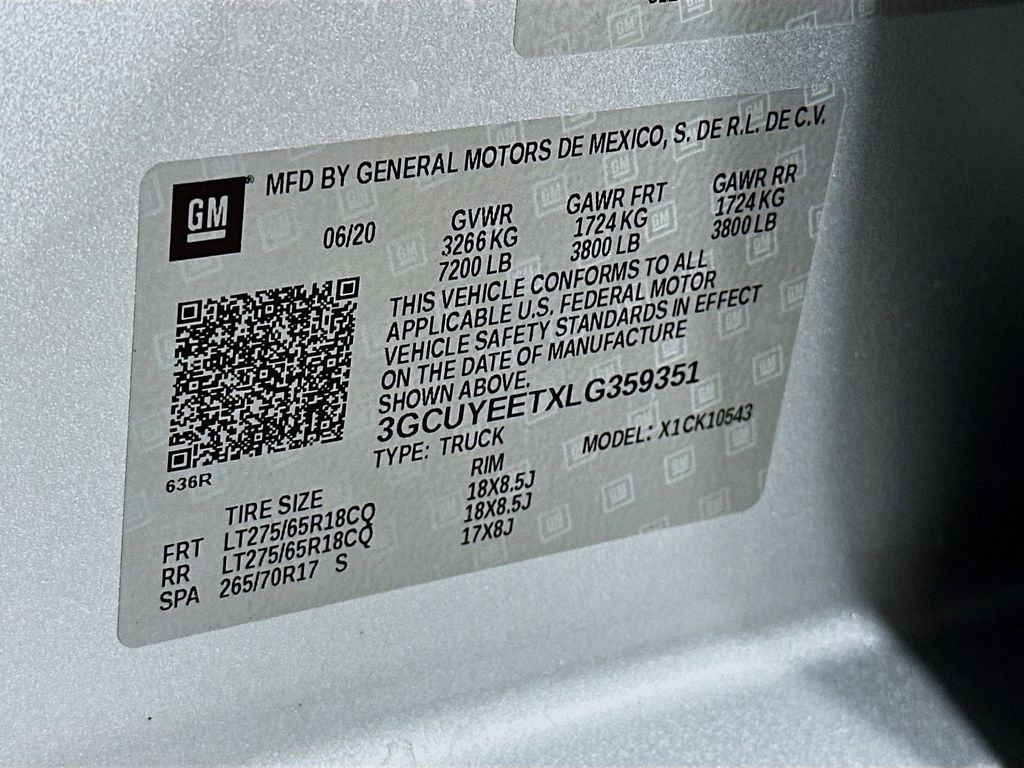 GM
MFD BY GENERAL MOTORS DE MEXICO, S. DE R.L. DE C.V.
06/20
GVWR GAWR FRT GAWR RR
3266 KG 1724 KG 1724 KG
7200 LB 3800 LB 3800 LB
THIS VEHICLE CONFORMS TO ALL
APPLICABLE U.S. FEDERAL MOTOR
VEHICLE SAFETY STANDARDS IN EFFECT
ON THE DATE OF MANUFACTURE
SHOWN ABOVE.
3GCUYEETXLG359351
TYPE: TRUCK MODEL: X1CK10543
636R
TIRE SIZE RIM
FRT LT275/65R18CQ 18X8.5J
RR LT275/65R18CQ 18X8.5J
SPA 265/70R17 S 17X8J